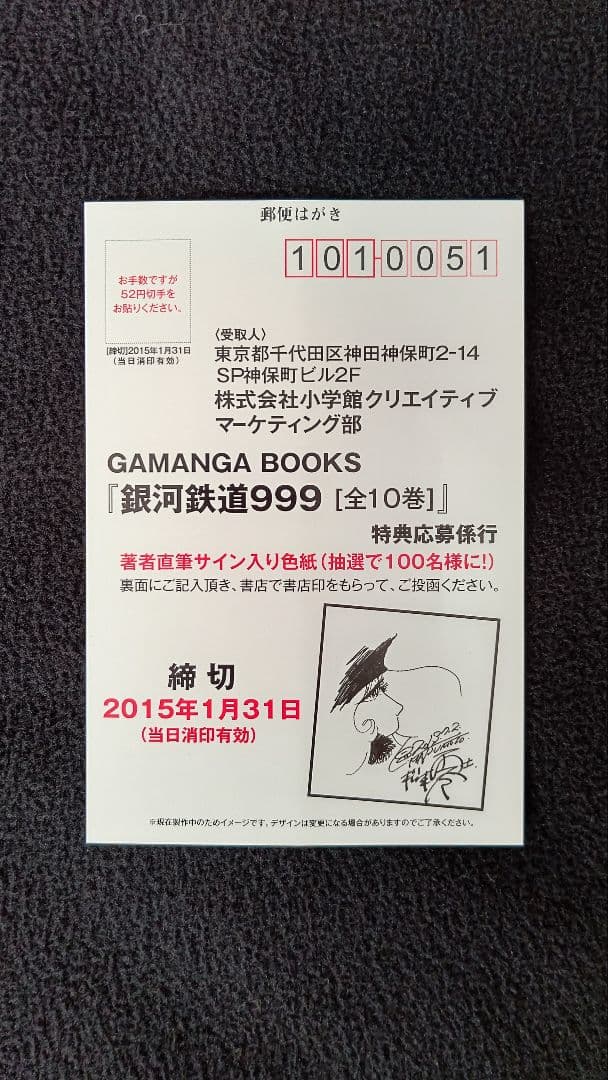 郵便はがき
お手数ですが
52円切手を
お貼りください。
101-0051
[締切]2015年1月31日
(当日消印有効)
〈受取人〉
東京都千代田区神田神保町2-14
SP神保町ビル2F
株式会社小学館クリエイティブ
マーケティング部
GAMANGA BOOKS
『銀河鉄道999 [全10巻]』
特典応募係行
著者直筆サイン入り色紙(抽選で100名様に!)
裏面にご記入頂き、書店で書店印をもらって、ご投函ください。
締切
2015年1月31日
(当日消印有効)
※現在製作中のためイメージです。デザインは変更になる場合がありますのでご了承ください。